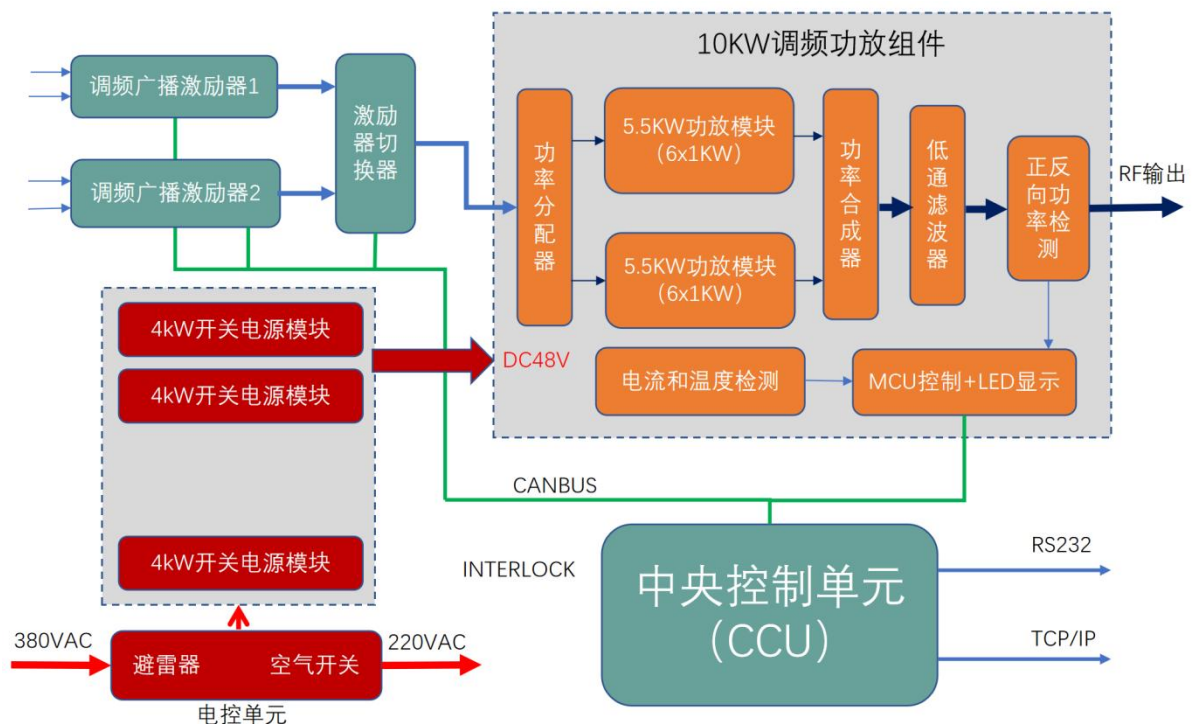 10KW调频功放组件
调频广播激励器1
调频广播激励器2
激励
器切
换器
功率分配器
5.5KW功放模块
（6x1KW）
5.5KW功放模块
（6x1KW）
功率合成器
低通滤波器
正反
向功
率检
测
RF输出
4kW开关电源模块
4kW开关电源模块
4kW开关电源模块
DC48V
电流和温度检测
MCU控制+LED显示
CANBUS
INTERLOCK
中央控制单元
（CCU）
RS232
TCP/IP
380VAC
避雷器 空气开关
220VAC
电控单元